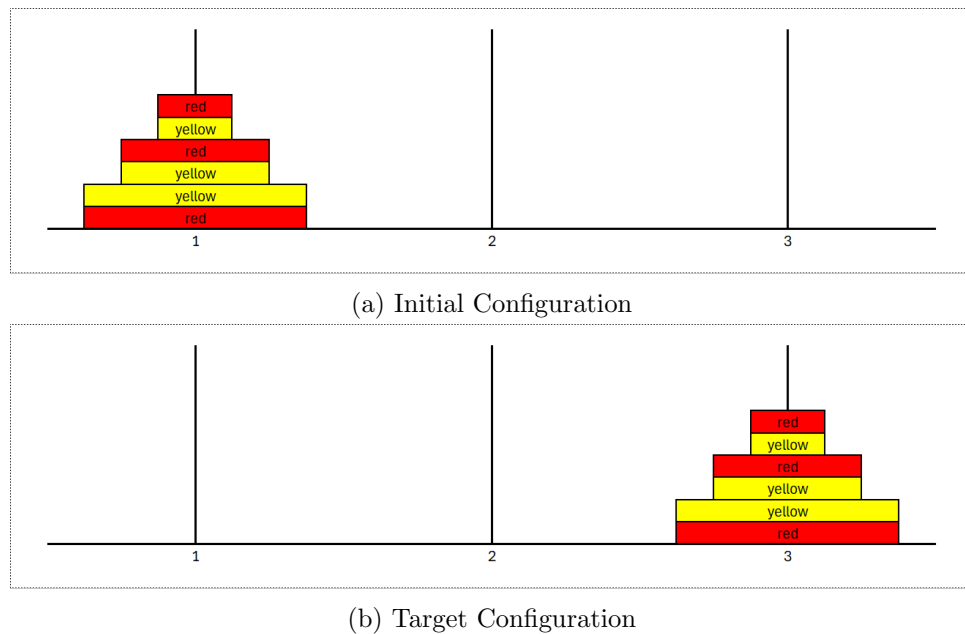 red
yellow
red
yellow
yellow
red
1 2 3
(a) Initial Configuration
red
yellow
red
yellow
yellow
red
1 2 3
(b) Target Configuration